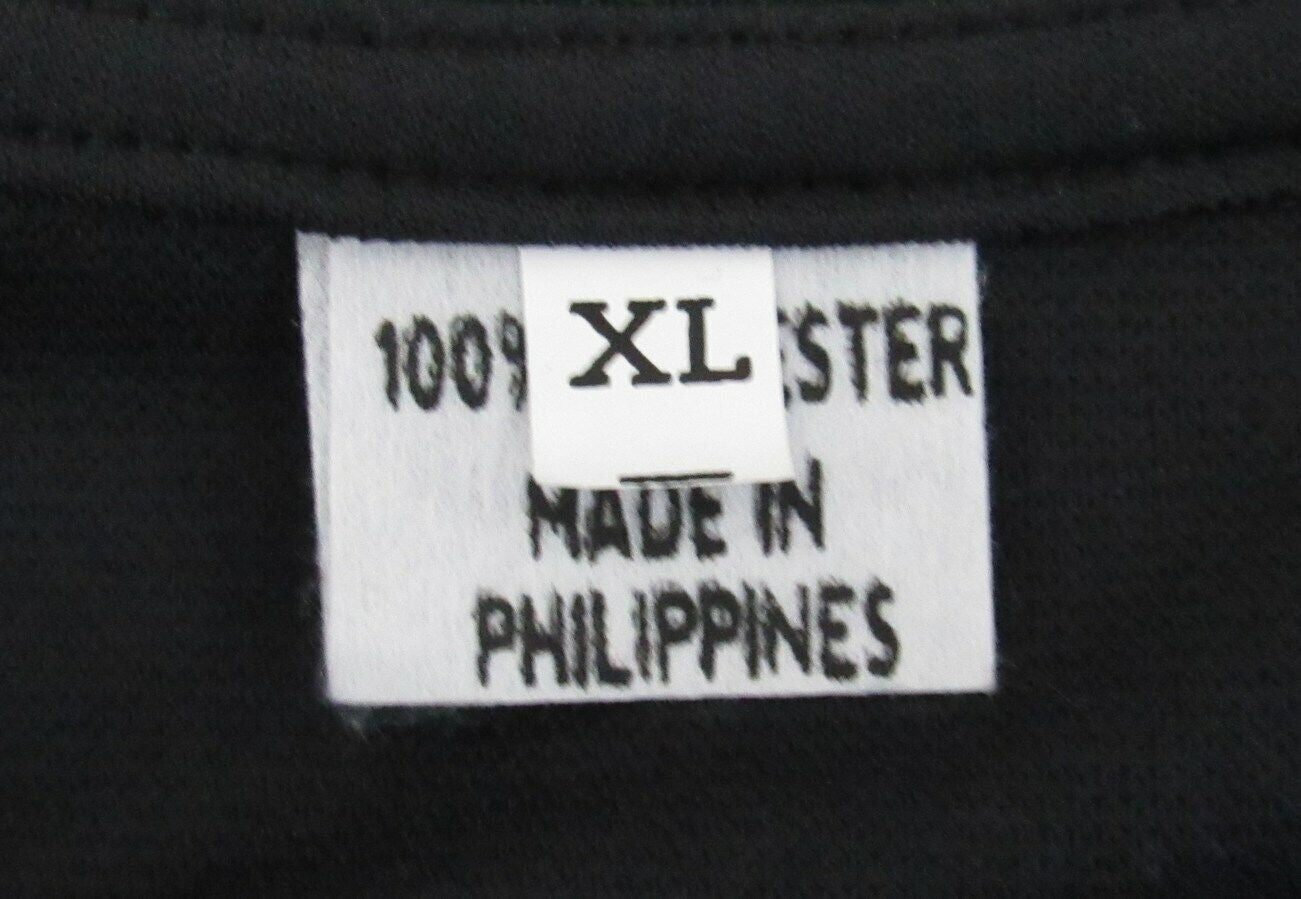 XL
100% ESTER
MADE IN
PHILIPPINES